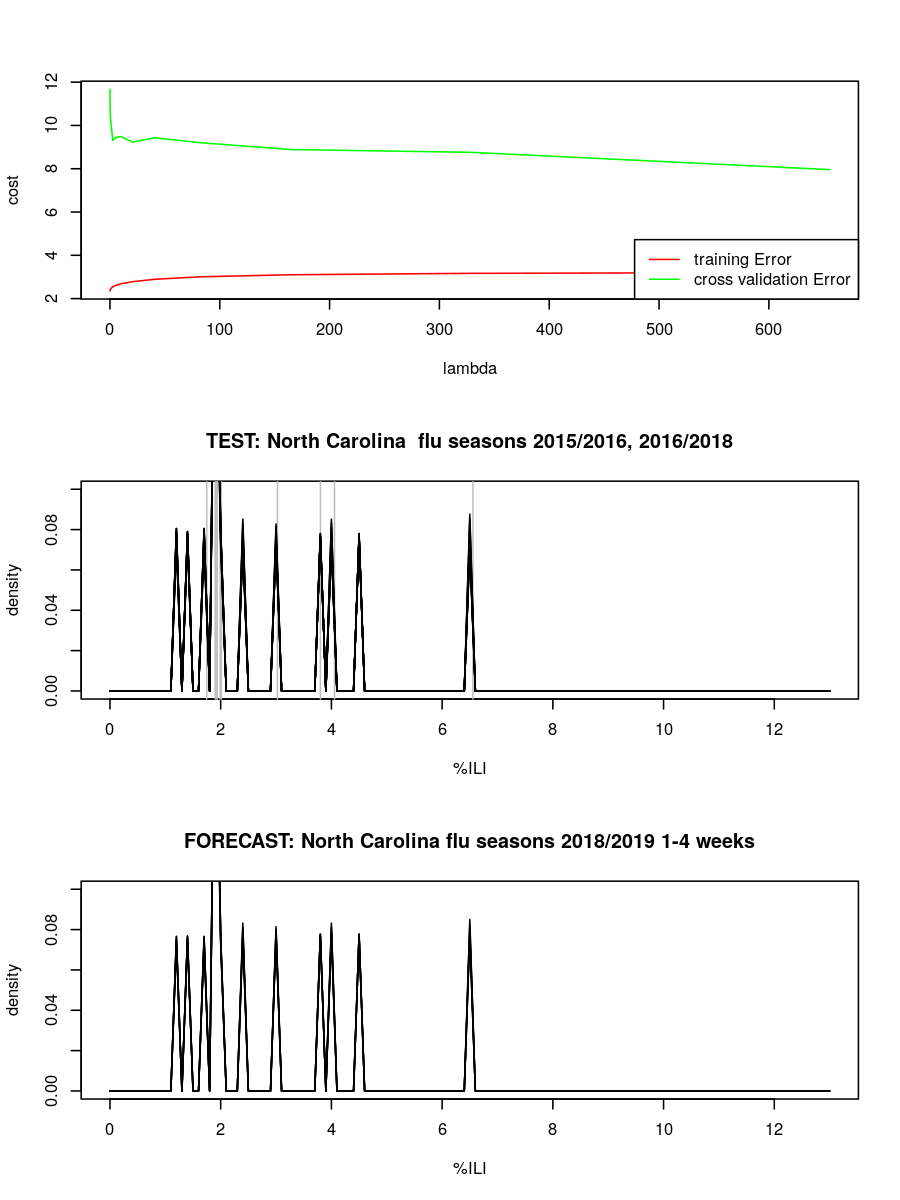 12
10
8
6
4
2
cost
training Error
cross validation Error
0 100 200 300 400 500 600
lambda
TEST: North Carolina  flu seasons 2015/2016, 2016/2018
0.08
0.04
0.00
density
0 2 4 6 8 10 12
%ILI
FORECAST: North Carolina flu seasons 2018/2019 1-4 weeks
0.08
0.04
0.00
density
0 2 4 6 8 10 12
%ILI